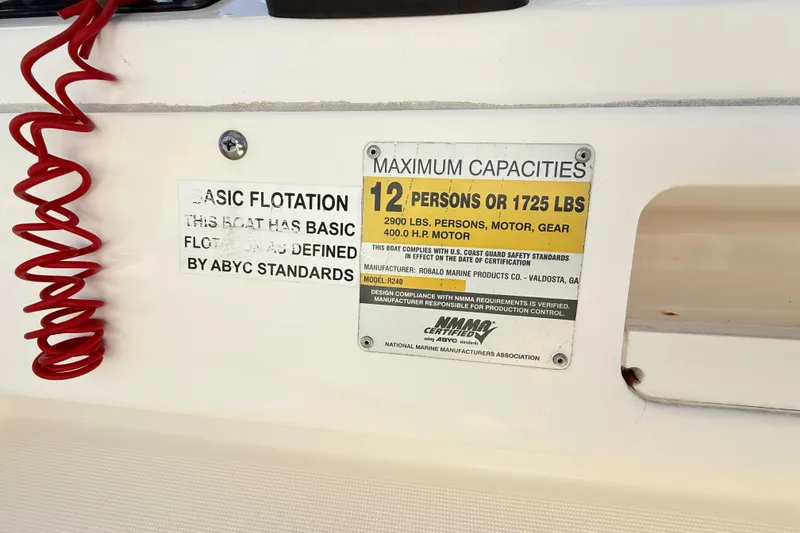 BASIC FLOTATION
THIS BOAT HAS BASIC
FLOTATION AS DEFINED
BY ABYC STANDARDS
MAXIMUM CAPACITIES
12 PERSONS OR 1725 LBS
2900 LBS. PERSONS, MOTOR, GEAR
400.0 H.P. MOTOR
THIS BOAT COMPLIES WITH U.S. COAST GUARD SAFETY STANDARDS
IN EFFECT ON THE DATE OF CERTIFICATION
MANUFACTURER: ROBALO MARINE PRODUCTS CO. - VALDOSTA, GA
MODEL: R240
DESIGN COMPLIANCE WITH NMMA REQUIREMENTS IS VERIFIED.
MANUFACTURER RESPONSIBLE FOR PRODUCTION CONTROL.
NMMA
CERTIFIED
using ABYC standards
NATIONAL MARINE MANUFACTURERS ASSOCIATION